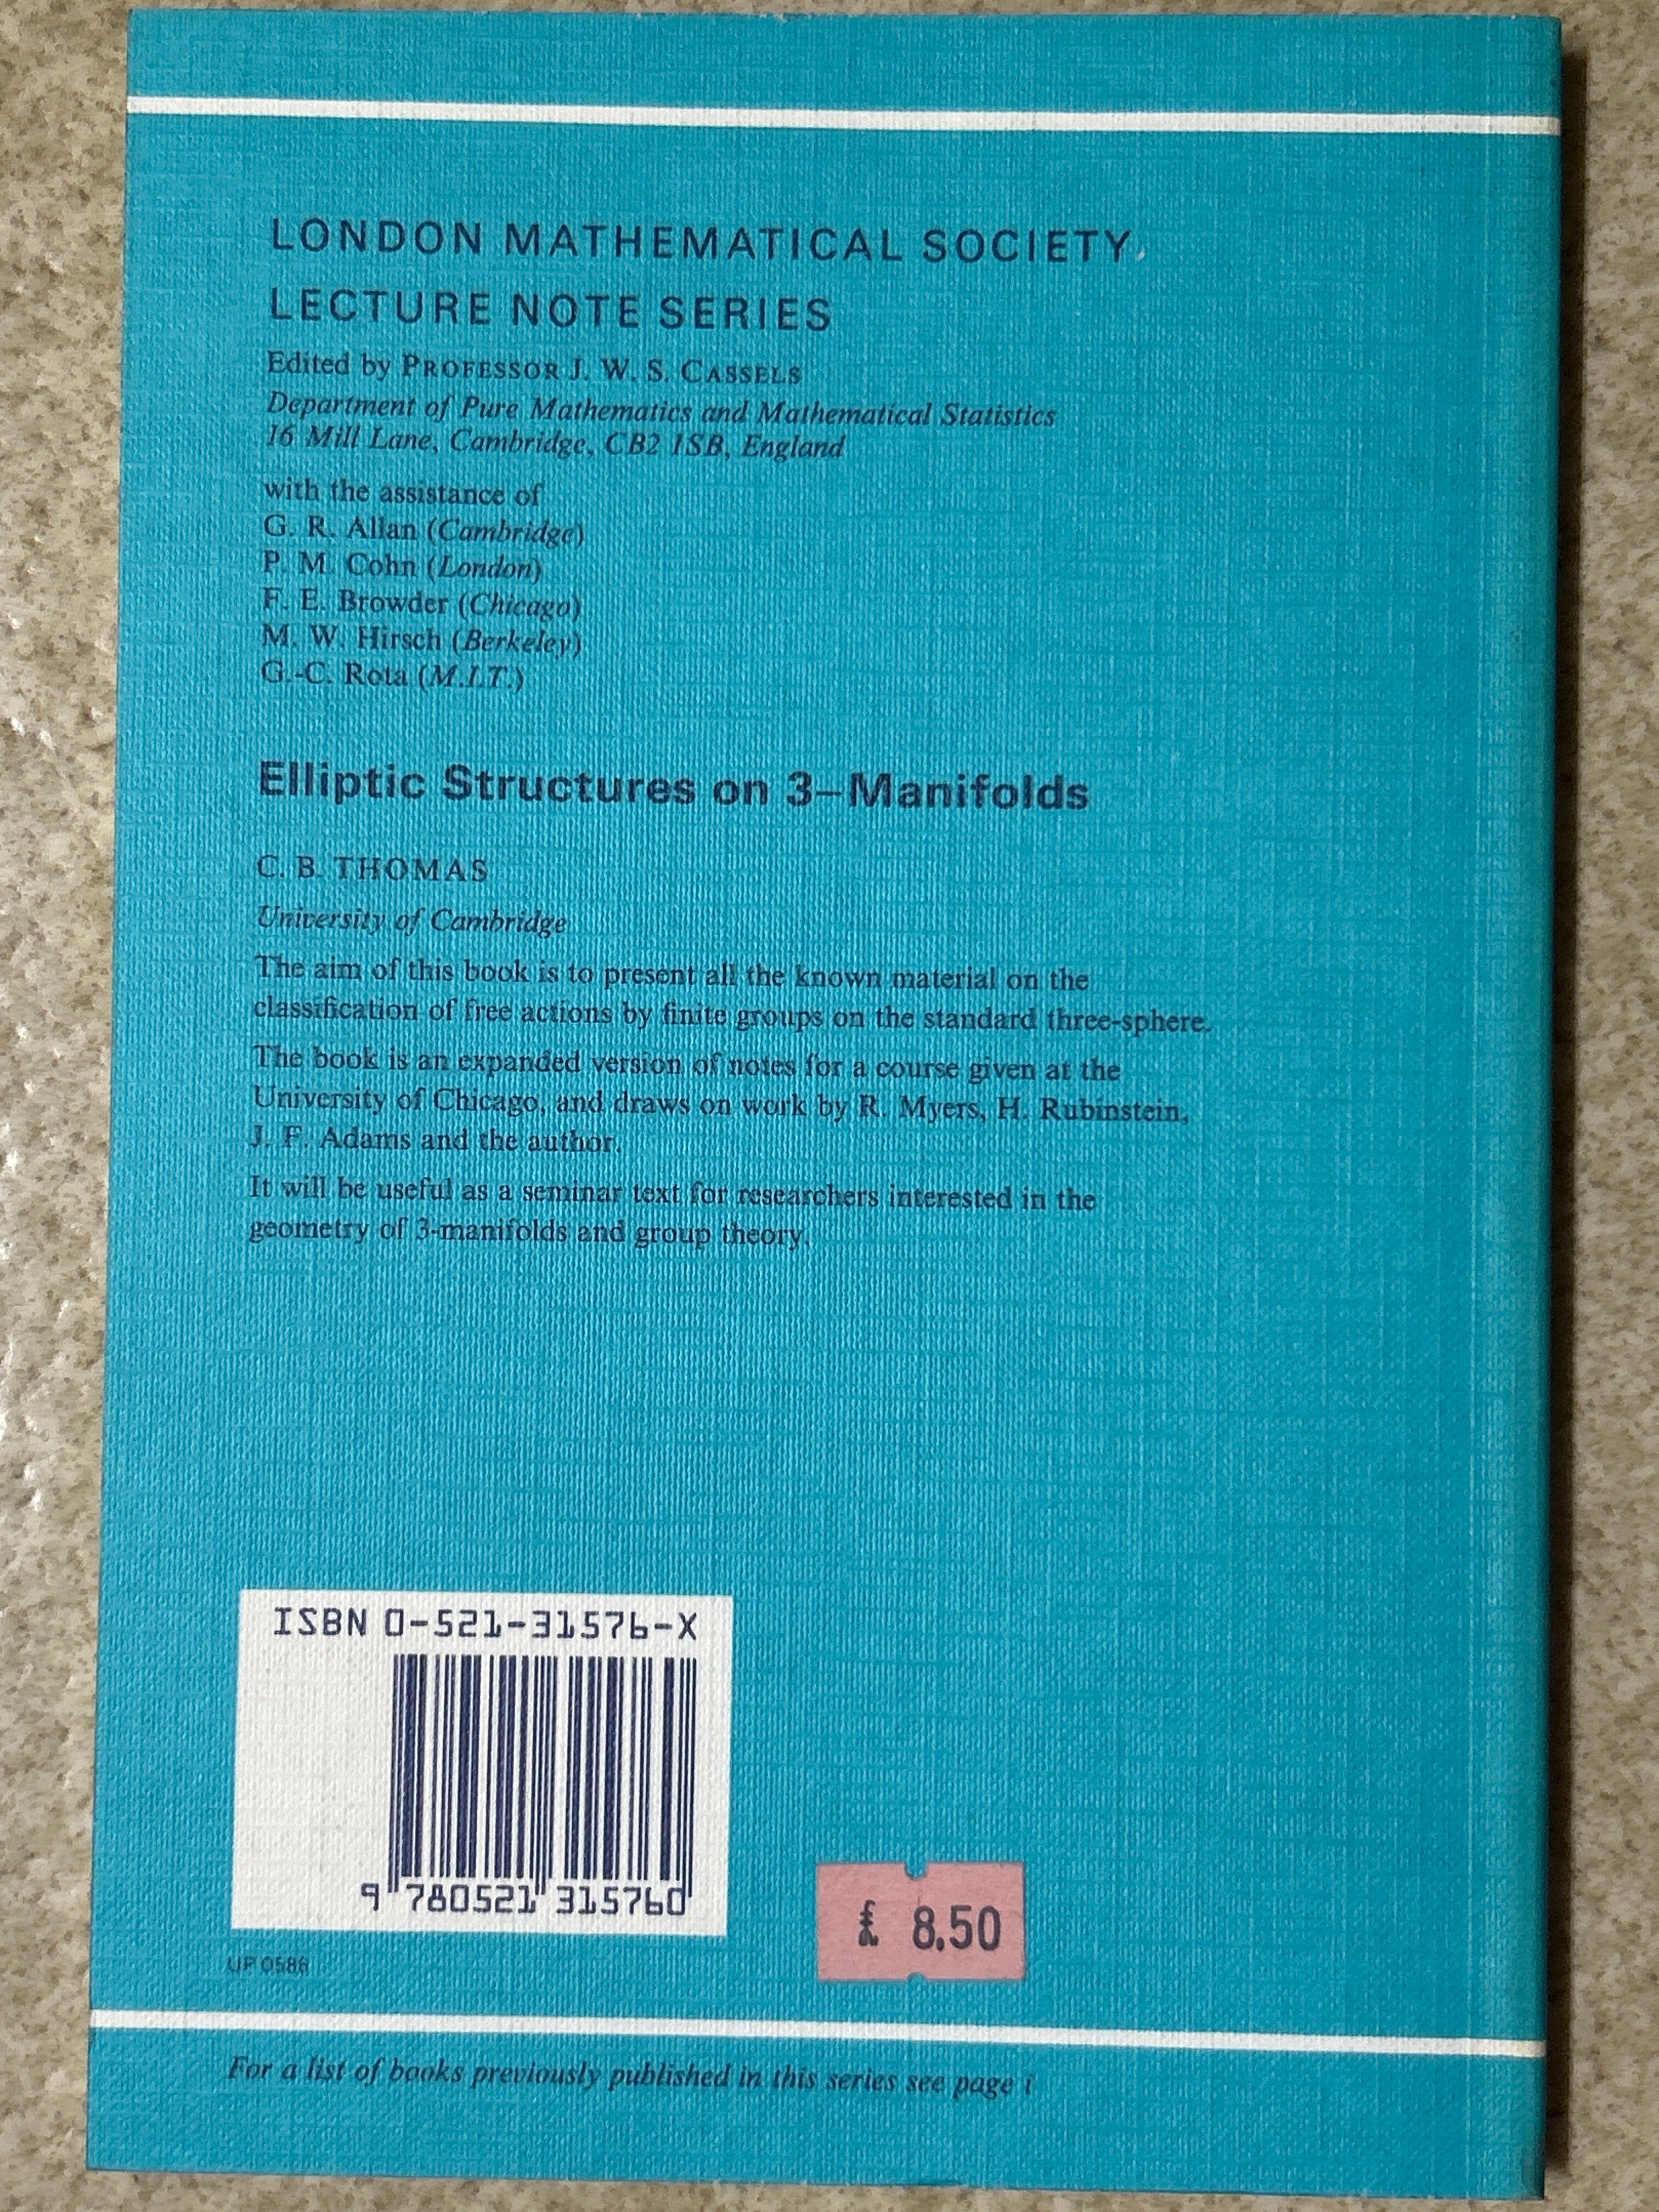 LONDON MATHEMATICAL SOCIETY
LECTURE NOTE SERIES
Edited by PROFESSOR J. W. S. CASSELS
Department of Pure Mathematics and Mathematical Statistics
16 Mill Lane, Cambridge, CB2 1SB, England
with the assistance of
G. R. Allan (Cambridge)
P. M. Cohn (London)
F. E. Browder (Chicago)
M. W. Hirsch (Berkeley)
G.-C. Rota (M.I.T.)
Elliptic Structures on 3–Manifolds
C. B. THOMAS
University of Cambridge
The aim of this book is to present all the known material on the
classification of free actions by finite groups on the standard three-sphere.
The book is an expanded version of notes for a course given at the
University of Chicago, and draws on work by R. Myers, H. Rubinstein,
J. F. Adams and the author.
It will be useful as a seminar text for researchers interested in the
geometry of 3-manifolds and group theory.
ISBN 0-521-31576-X
9 780521 315760
£ 8.50
UP 0586
For a list of books previously published in this series see page i